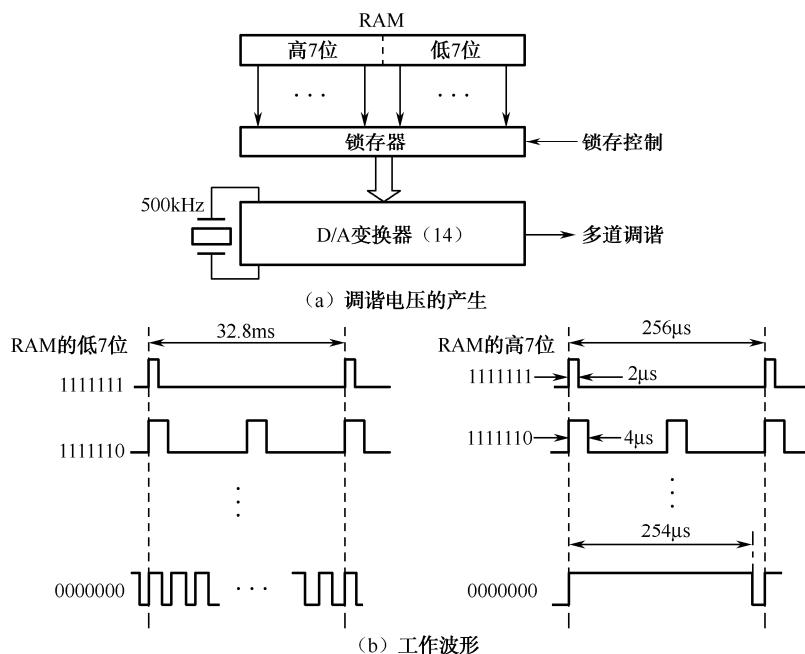 RAM
高7位 低7位
··· ···
锁存器
锁存控制
500kHz
D/A变换器（14）
多道调谐
（a）调谐电压的产生
RAM的低7位
32.8ms
1111111
1111110
0000000
RAM的高7位
256μs
1111111
2μs
1111110
4μs
254μs
0000000
（b）工作波形